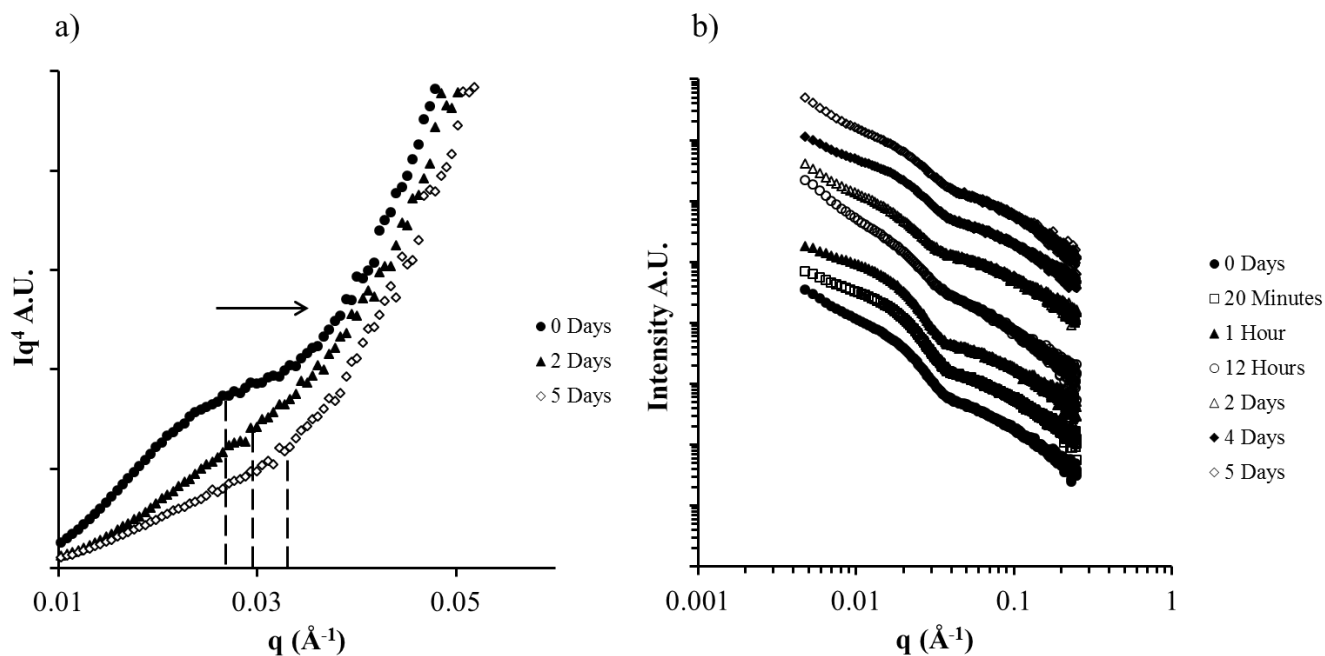 a)
Iq⁴ A.U.
0 Days
2 Days
5 Days
0.01
0.03
0.05
q (Å⁻¹)
b)
Intensity A.U.
0 Days
20 Minutes
1 Hour
12 Hours
2 Days
4 Days
5 Days
0.001
0.01
0.1
1
q (Å⁻¹)